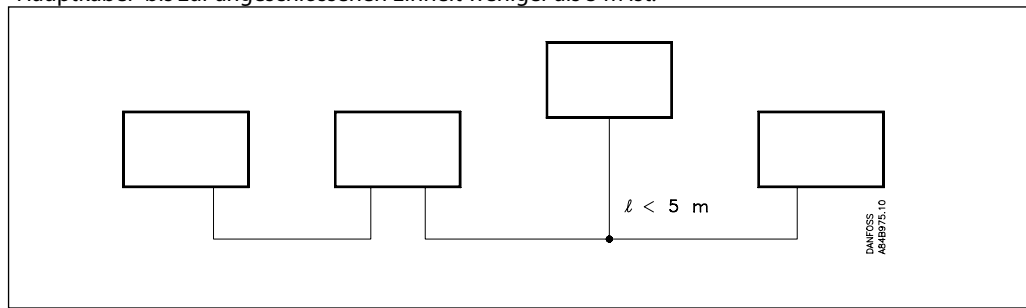 Hauptkabel bis zur angeschlossenen Einheit weniger als 5 m ist.
ℓ < 5 m
DANFOSS
A84B975.10